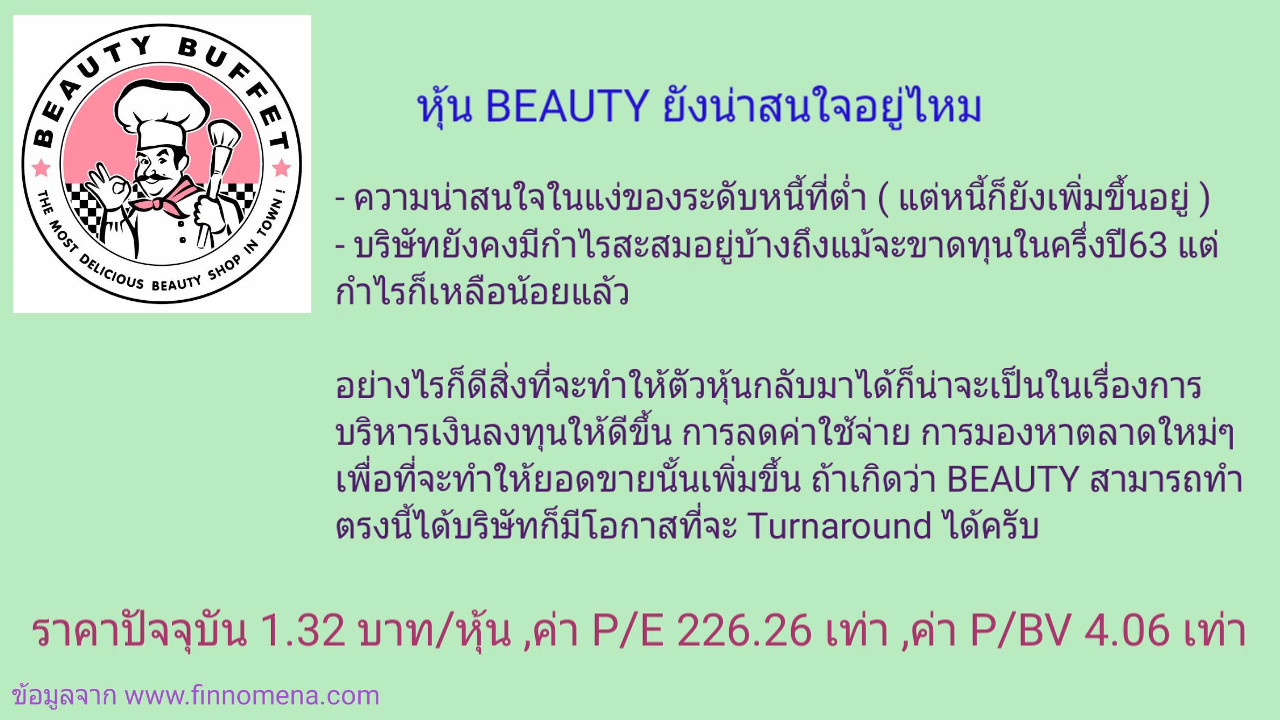 BEAUTY BUFFET
THE MOST DELICIOUS BEAUTY SHOP IN TOWN !
หุ้น BEAUTY ยังน่าสนใจอยู่ไหม
- ความน่าสนใจในแง่ของระดับหนี้ที่ต่ำ ( แต่หนี้ก็ยังเพิ่มขึ้นอยู่ )
- บริษัทยังคงมีกำไรสะสมอยู่บ้างถึงแม้จะขาดทุนในครึ่งปี63 แต่
กำไรก็เหลือน้อยแล้ว
อย่างไรก็ดีสิ่งที่จะทำให้ตัวหุ้นกลับมาได้ก็น่าจะเป็นในเรื่องการ
บริหารเงินลงทุนให้ดีขึ้น การลดค่าใช้จ่าย การมองหาตลาดใหม่ๆ
เพื่อที่จะทำให้ยอดขายนั้นเพิ่มขึ้น ถ้าเกิดว่า BEAUTY สามารถทำ
ตรงนี้ได้บริษัทก็มีโอกาสที่จะ Turnaround ได้ครับ
ราคาปัจจุบัน 1.32 บาท/หุ้น ,ค่า P/E 226.26 เท่า ,ค่า P/BV 4.06 เท่า
ข้อมูลจาก www.finnomena.com